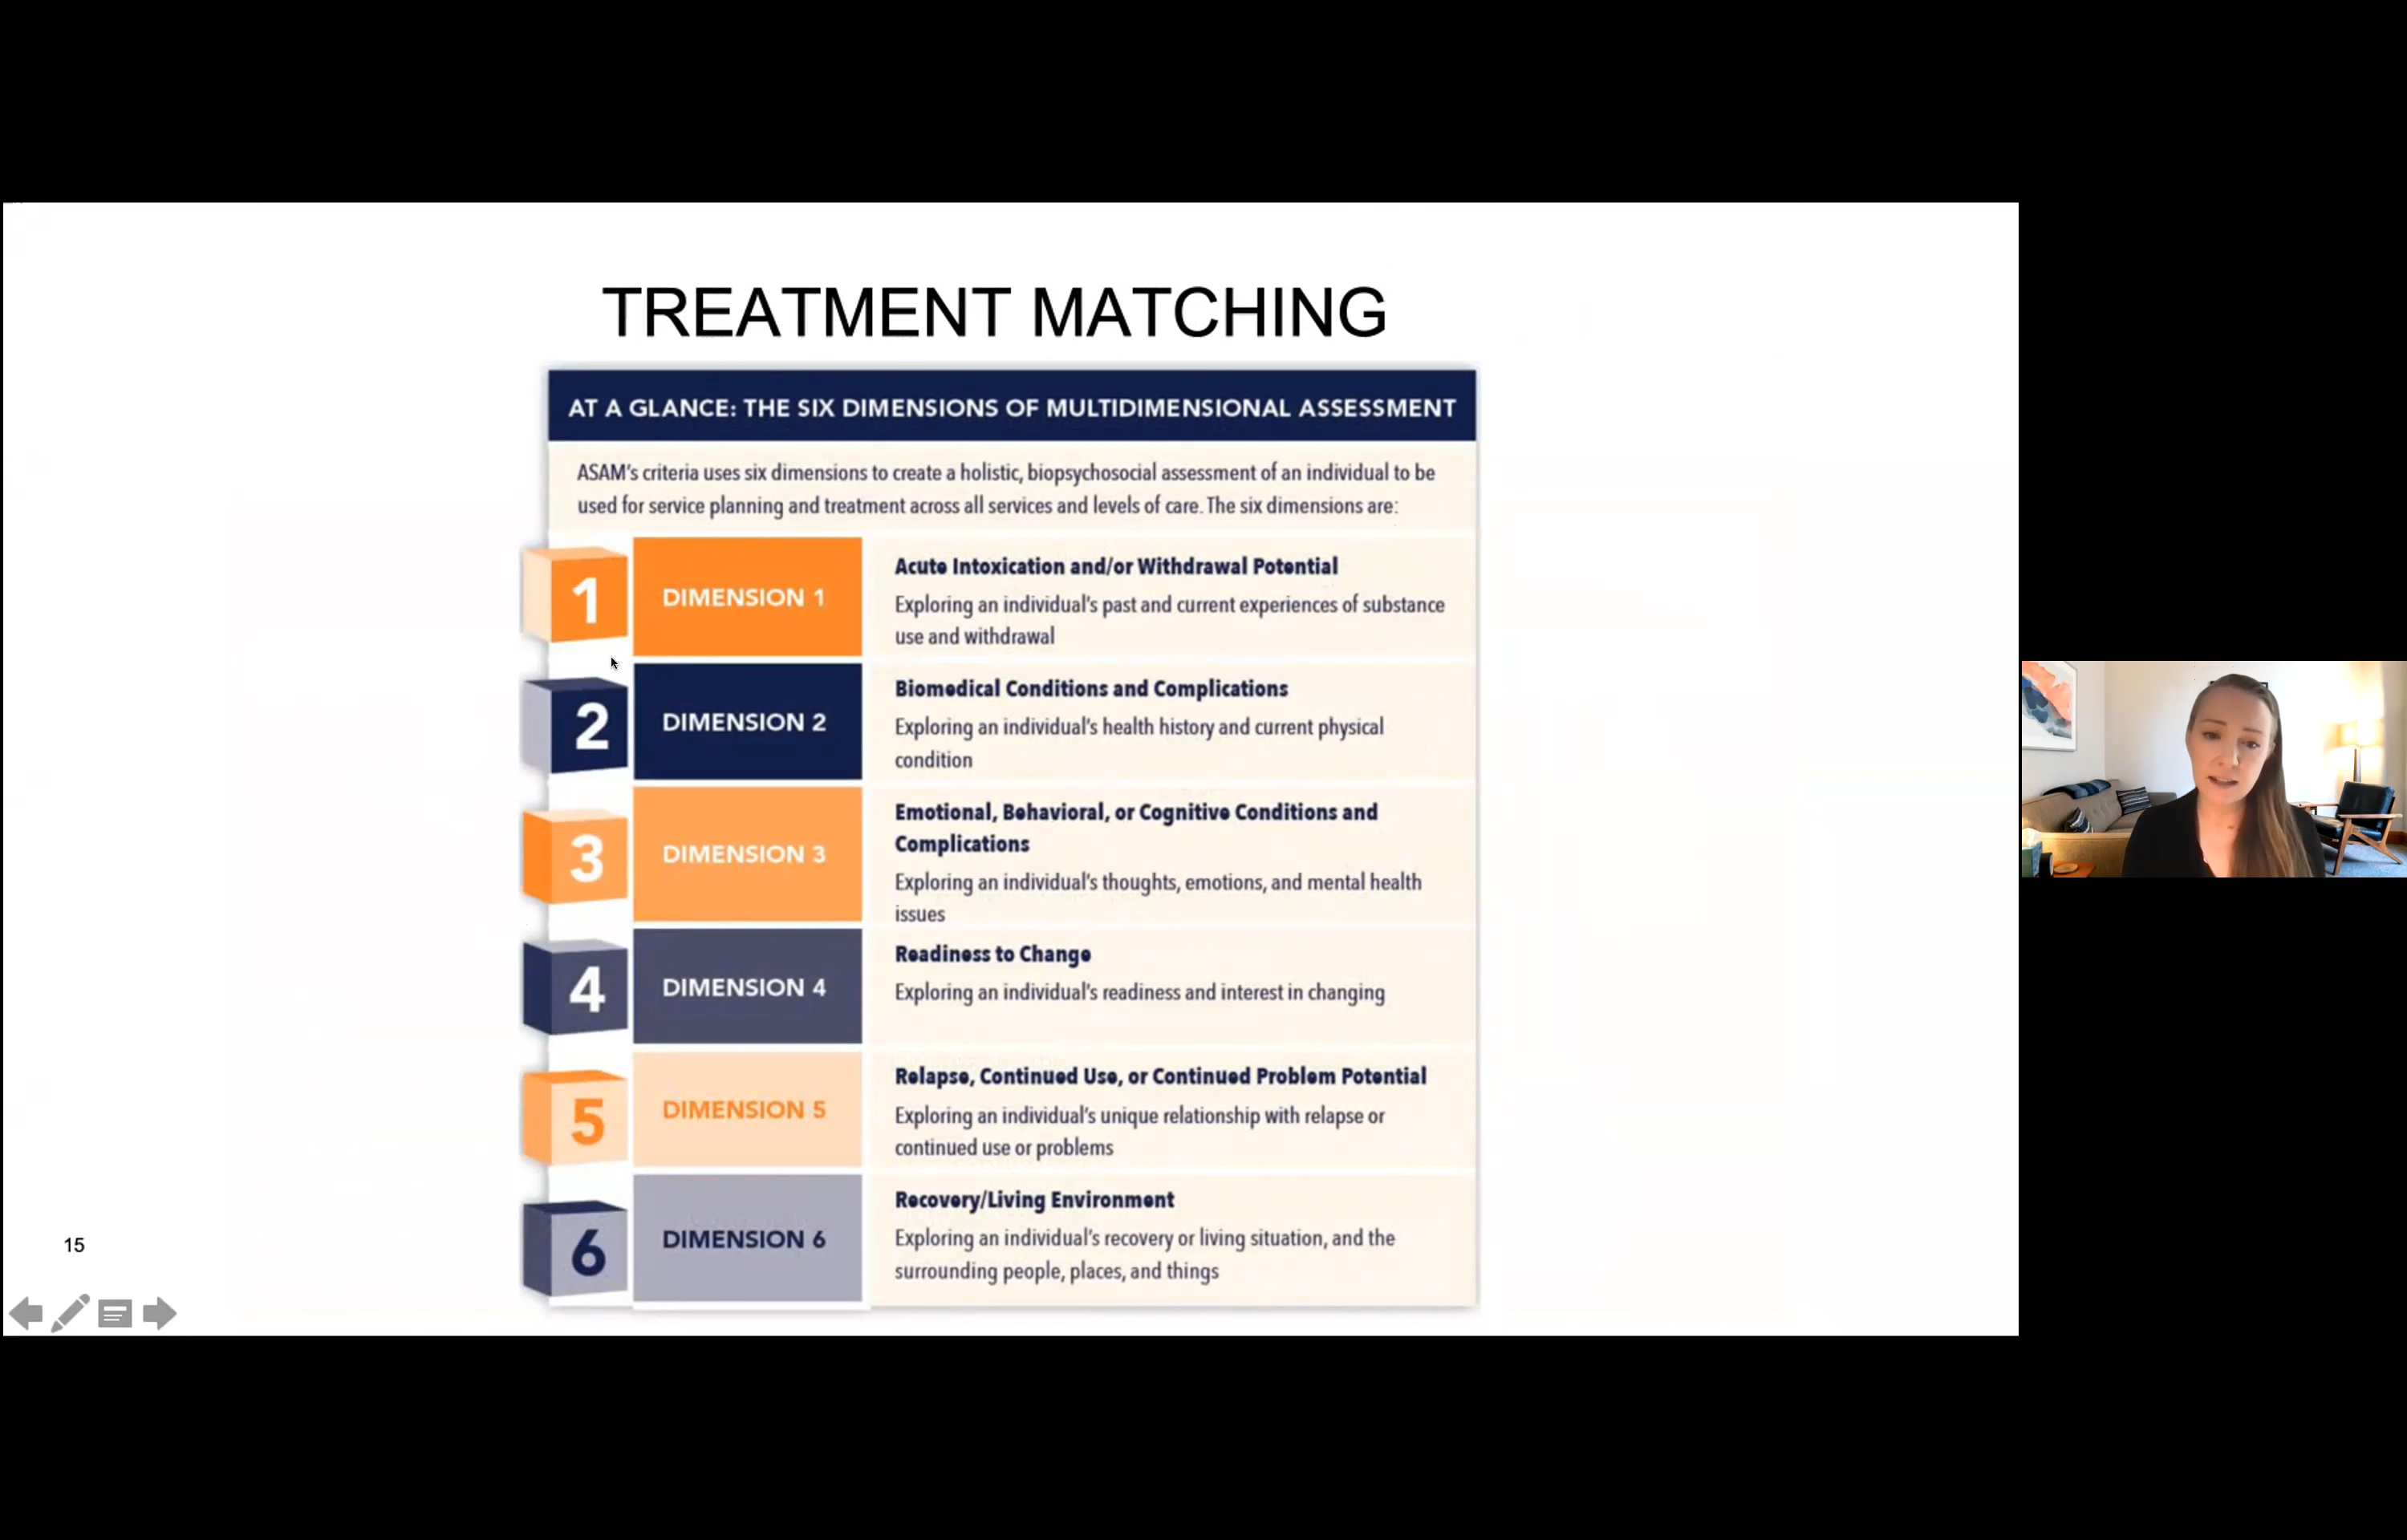 TREATMENT MATCHING
AT A GLANCE: THE SIX DIMENSIONS OF MULTIDIMENSIONAL ASSESSMENT
ASAM's criteria uses six dimensions to create a holistic, biopsychosocial assessment of an individual to be
used for service planning and treatment across all services and levels of care. The six dimensions are:
1
DIMENSION 1
Acute Intoxication and/or Withdrawal Potential
Exploring an individual's past and current experiences of substance
use and withdrawal
2
DIMENSION 2
Biomedical Conditions and Complications
Exploring an individual's health history and current physical
condition
3
DIMENSION 3
Emotional, Behavioral, or Cognitive Conditions and
Complications
Exploring an individual's thoughts, emotions, and mental health
issues
4
DIMENSION 4
Readiness to Change
Exploring an individual's readiness and interest in changing
5
DIMENSION 5
Relapse, Continued Use, or Continued Problem Potential
Exploring an individual's unique relationship with relapse or
continued use or problems
6
DIMENSION 6
Recovery/Living Environment
Exploring an individual's recovery or living situation, and the
surrounding people, places, and things
15